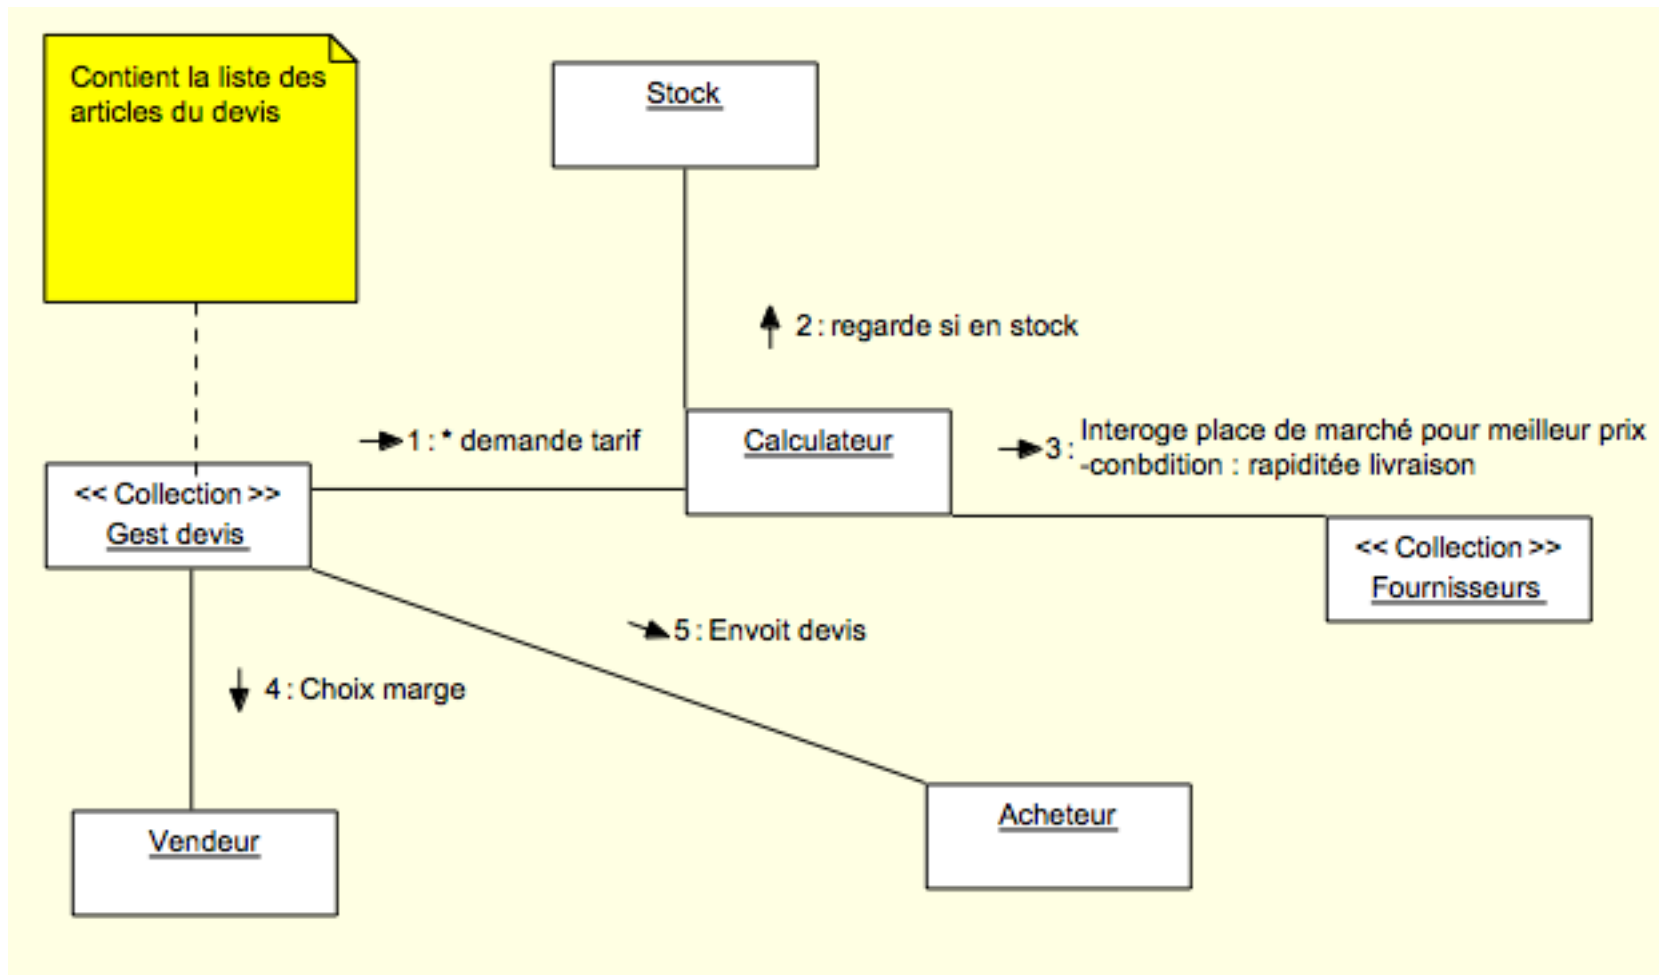 Contient la liste des
articles du devis
Stock
2 : regarde si en stock
1 : * demande tarif
Calculateur
3 :
Interoge place de marché pour meilleur prix
-conbdition : rapiditée livraison
<< Collection >>
Gest devis
<< Collection >>
Fournisseurs
5 : Envoit devis
4 : Choix marge
Acheteur
Vendeur